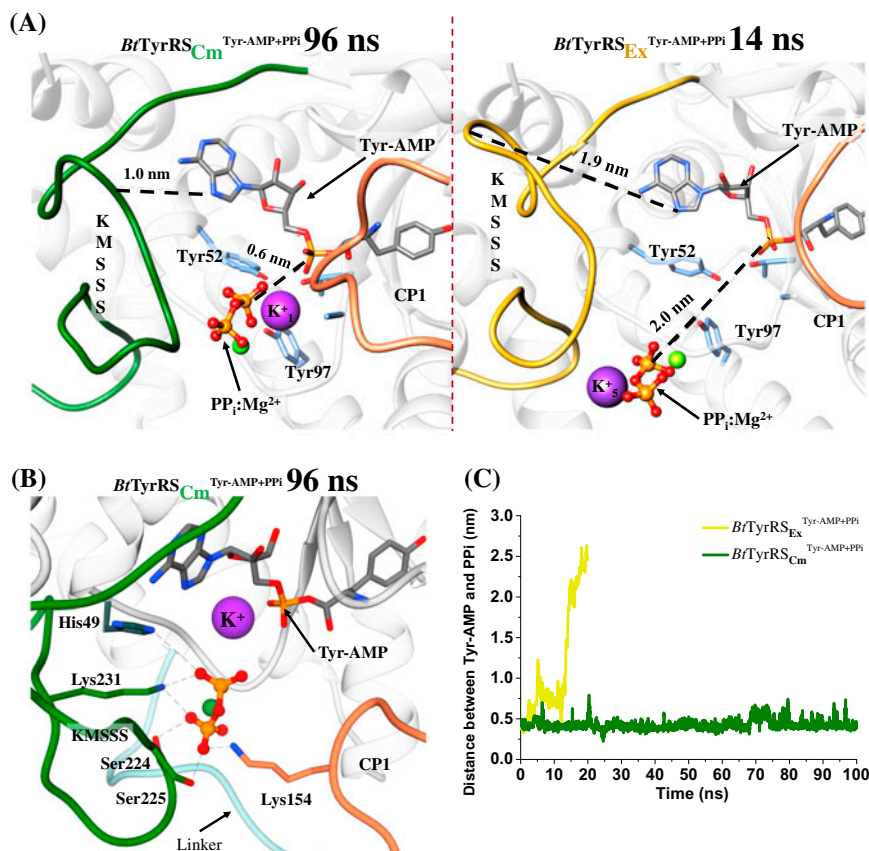 (A)
BtTyrRSCm Tyr-AMP+PPi 96 ns
BtTyrRSEx Tyr-AMP+PPi 14 ns
Tyr-AMP
1.0 nm
K
M
S
S
S
Tyr52
0.6 nm
K+1
CP1
Tyr97
PPi:Mg2+
Tyr-AMP
1.9 nm
K
M
S
S
S
Tyr52
2.0 nm
CP1
Tyr97
K+5
PPi:Mg2+
(B)
BtTyrRSCm Tyr-AMP+PPi 96 ns
K+
His49
Tyr-AMP
Lys231
KMSSS
CP1
Ser224
Lys154
Ser225
Linker
(C)
Distance between Tyr-AMP and PPi (nm)
3.0
2.5
2.0
1.5
1.0
0.5
0.0
BtTyrRSEx Tyr-AMP+PPi
BtTyrRSCm Tyr-AMP+PPi
0 10 20 30 40 50 60 70 80 90 100
Time (ns)